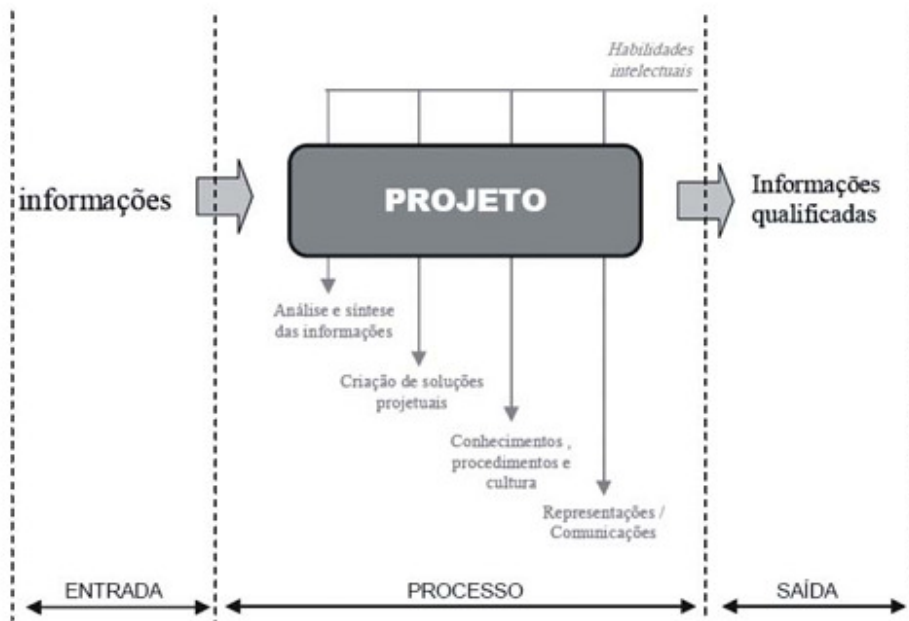 Habilidades
intelectuais
informações
PROJETO
Informações
qualificadas
Análise e síntese
das informações
Criação de soluções
projetuais
Conhecimentos ,
procedimentos e
cultura
Representações /
Comunicações
ENTRADA
PROCESSO
SAÍDA